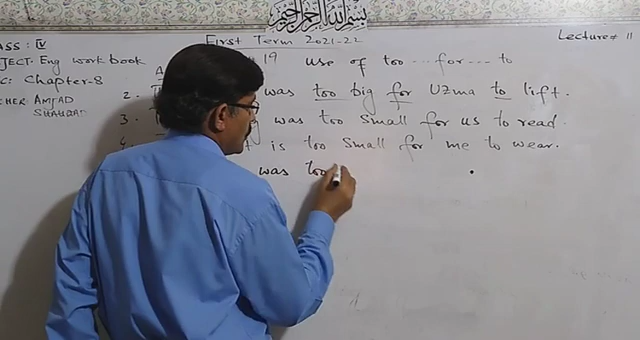 بسم الله الرحمن الرحيم
First Term 2021-22
Lecture# 11
ASS : IV
JECT: Eng work book
C: Chapter-8
CHER: AMJAD
SHAHZAD
19 use of too ... for ... to
2. was too big for Uzma to lift.
3. was too small for us to read.
4. is too small for me to wear.
was too